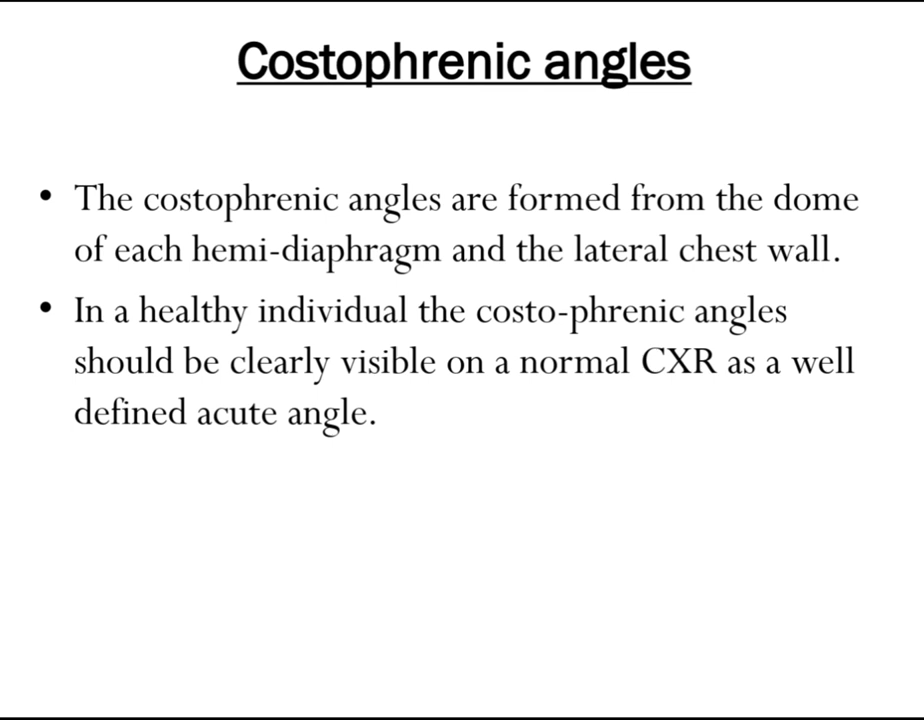 Costophrenic angles
• The costophrenic angles are formed from the dome
of each hemi-diaphragm and the lateral chest wall.
• In a healthy individual the costo-phrenic angles
should be clearly visible on a normal CXR as a well
defined acute angle.